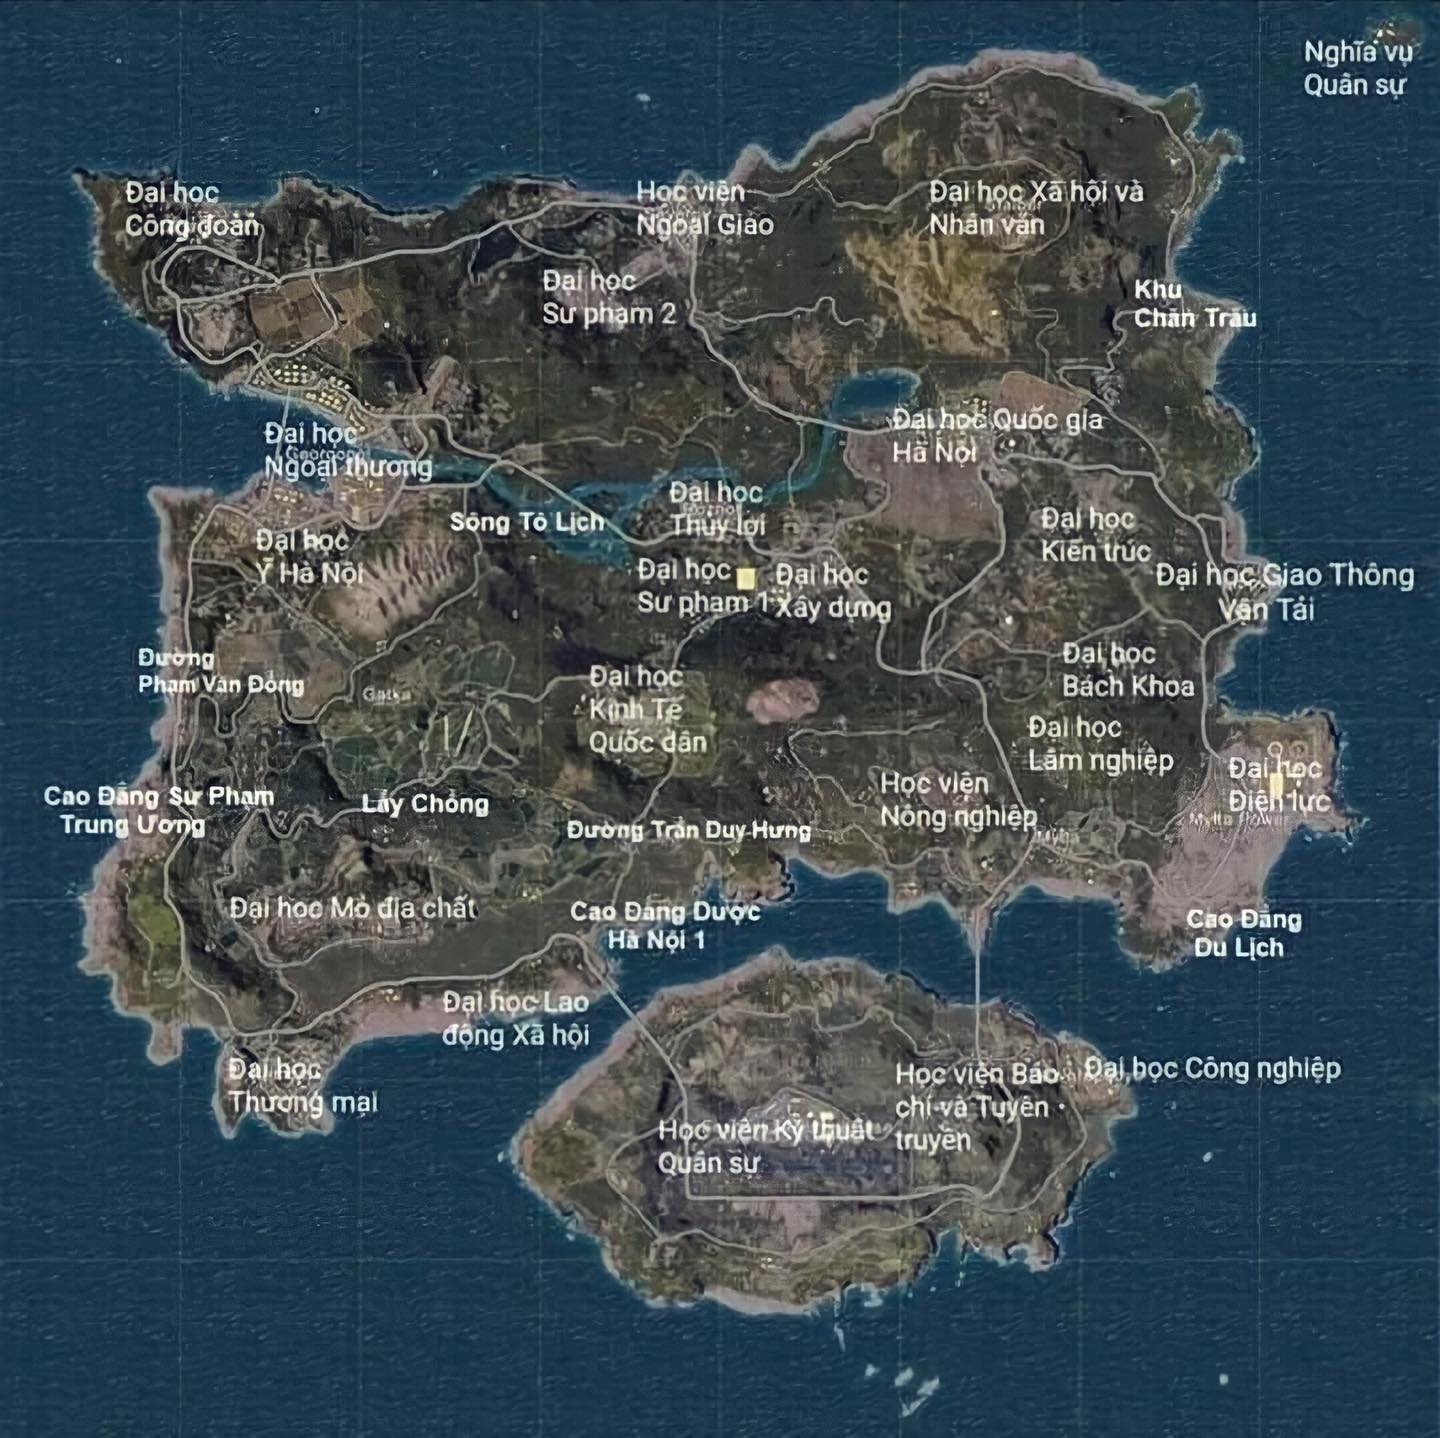 Nghĩa vụ
Quân sự
Đại học
Công đoàn
Học viện
Ngoại Giao
Đại học Xã hội và
Nhân văn
Đại học
Sư phạm 2
Khu
Chăn Trâu
Đại học Quốc gia
Hà Nội
Đại học
Ngoại thương
Đại học
Thủy lợi
Sông Tô Lịch
Đại học
Kiến trúc
Đại học
Y Hà Nội
Đại học
Sư phạm 1
Đại học
Xây dựng
Đại học Giao Thông
Vận Tải
Đường
Phạm Văn Đồng
Gatka
Đại học
Kinh Tế
Quốc dân
Đại học
Bách Khoa
Đại học
Lâm nghiệp
Đại học
Điện lực
Mylta Power
Cao Đẳng Sư Phạm
Trung Ương
Lấy Chồng
Học viện
Nông nghiệp
Đường Trần Duy Hưng
Đại học Mỏ địa chất
Cao Đẳng Dược
Hà Nội 1
Cao Đẳng
Du Lịch
Đại học Lao
động Xã hội
Đại học
Thương mại
Học viện Báo
chí và Tuyên
truyền
Đại học Công nghiệp
Học viện Kỹ thuật
Quân sự